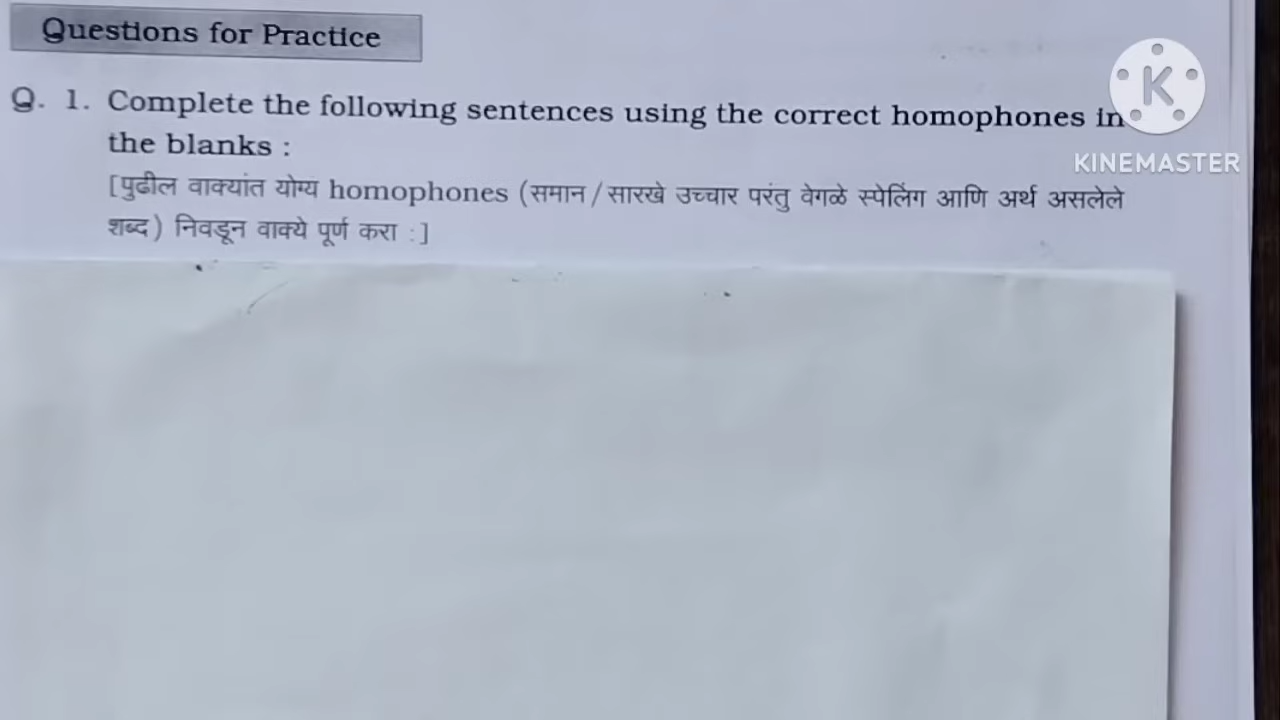 Questions for Practice
Q. 1. Complete the following sentences using the correct homophones in
the blanks :
[पुढील वाक्यांत योग्य homophones (समान/सारखे उच्चार परंतु वेगळे स्पेलिंग आणि अर्थ असलेले
शब्द) निवडून वाक्ये पूर्ण करा :]
K
KINEMASTER